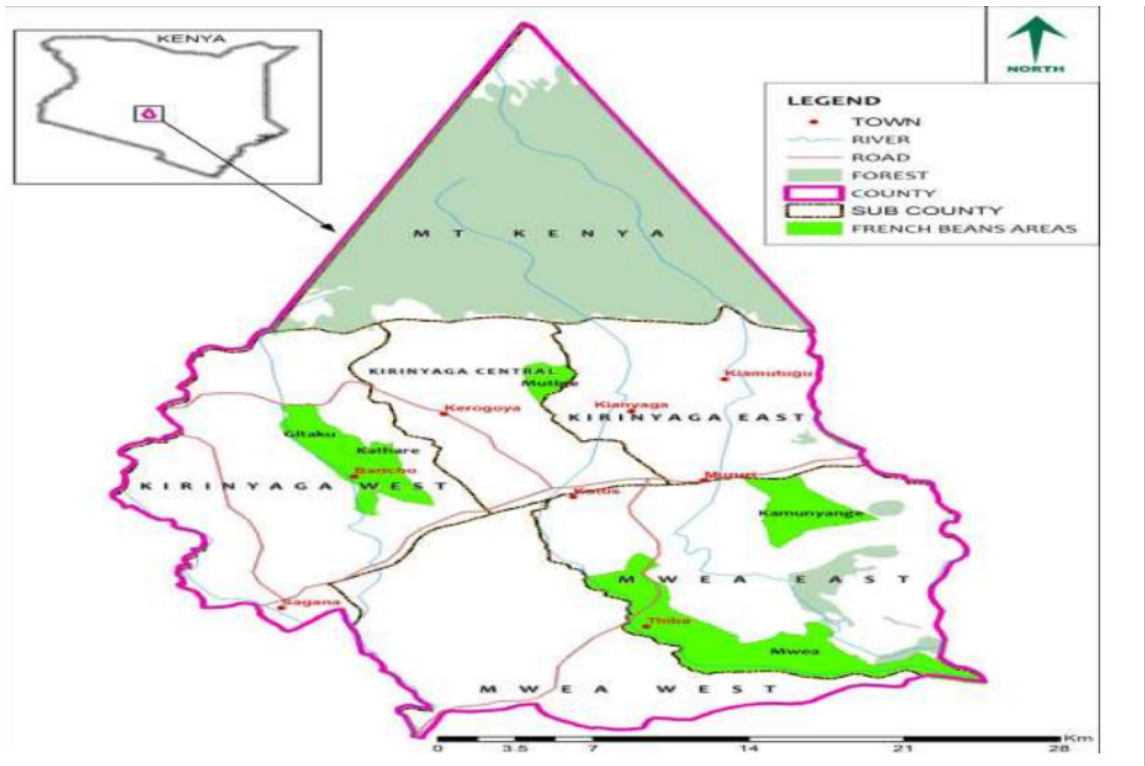 KENYA
NORTH
LEGEND
TOWN
RIVER
ROAD
FOREST
COUNTY
SUB COUNTY
FRENCH BEANS AREAS
MT KENYA
KIRINYAGA CENTRAL
Kiamutugu
Kerogoya
Kianyaga
KIRINYAGA EAST
Gitaku
Kathare
Baricho
KIRINYAGA WEST
Kutus
Kamunyange
MWEA EAST
Sagana
Thiba
Mwea
MWEA WEST
Km
0 3.5 7 14 21 28